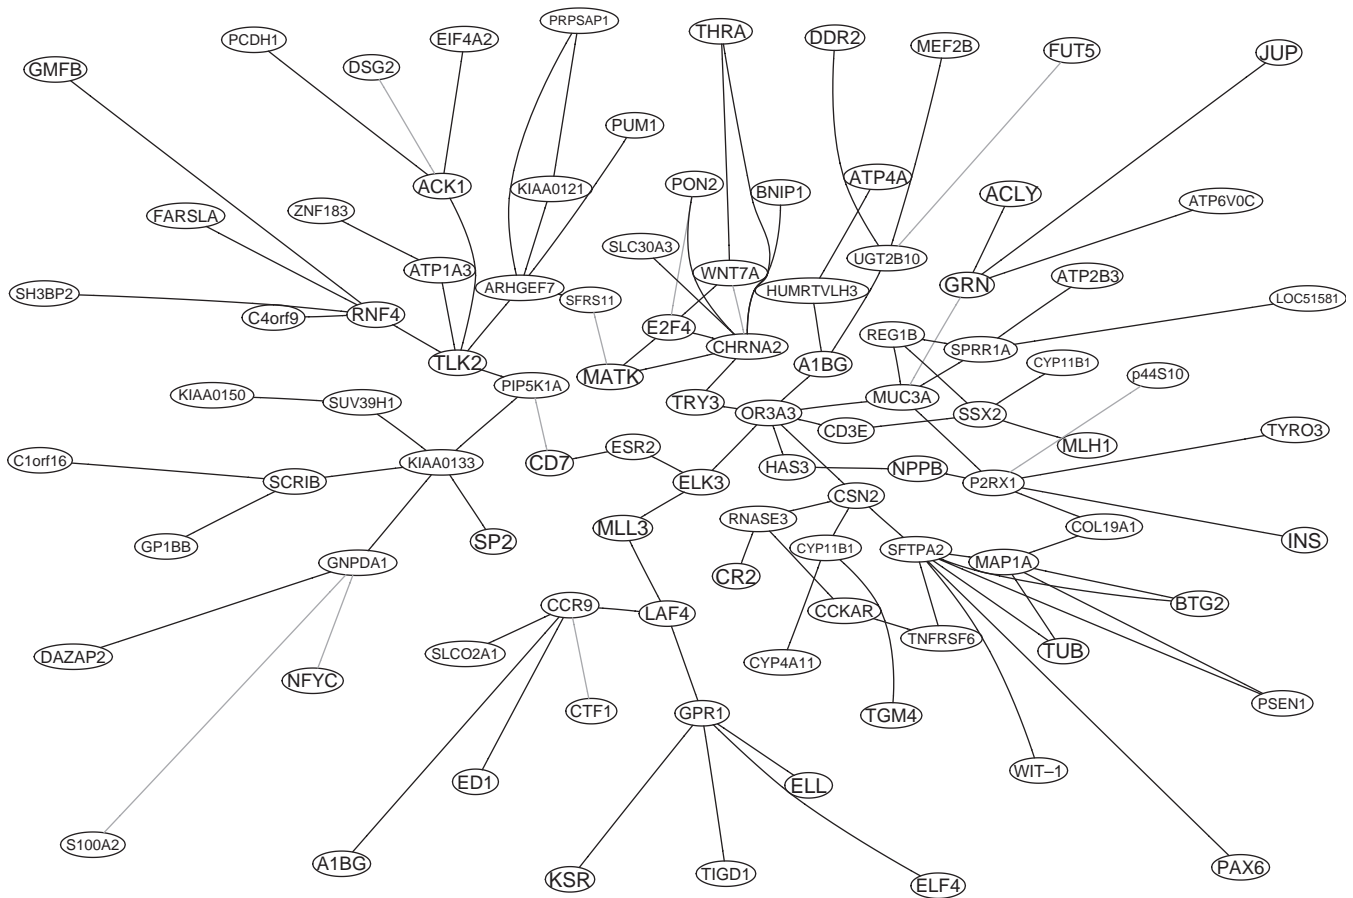 PRPSAP1
THRA
DDR2
PCDH1
EIF4A2
MEF2B
FUT5
JUP
DSG2
GMFB
PUM1
ACK1
KIAA0121
PON2
BNIP1
ATP4A
ACLY
ATP6V0C
FARSLA
ZNF183
SLC30A3
ATP1A3
WNT7A
UGT2B10
ATP2B3
ARHGEF7
SFRS11
HUMRTVLH3
GRN
LOC51581
SH3BP2
C4orf9
RNF4
E2F4
REG1B
CHRNA2
SPRR1A
TLK2
MATK
A1BG
CYP11B1
p44S10
PIP5K1A
KIAA0150
SUV39H1
TRY3
OR3A3
MUC3A
SSX2
CD3E
TYRO3
MLH1
ESR2
C1orf16
KIAA0133
CD7
HAS3
NPPB
SCRIB
ELK3
P2RX1
CSN2
RNASE3
COL19A1
MLL3
INS
GP1BB
SP2
CYP11B1
SFTPA2
GNPDA1
MAP1A
CR2
BTG2
CCR9
LAF4
CCKAR
TNFRSF6
DAZAP2
SLCO2A1
CYP4A11
TUB
NFYC
PSEN1
CTF1
GPR1
TGM4
WIT–1
ED1
ELL
S100A2
A1BG
KSR
TIGD1
ELF4
PAX6